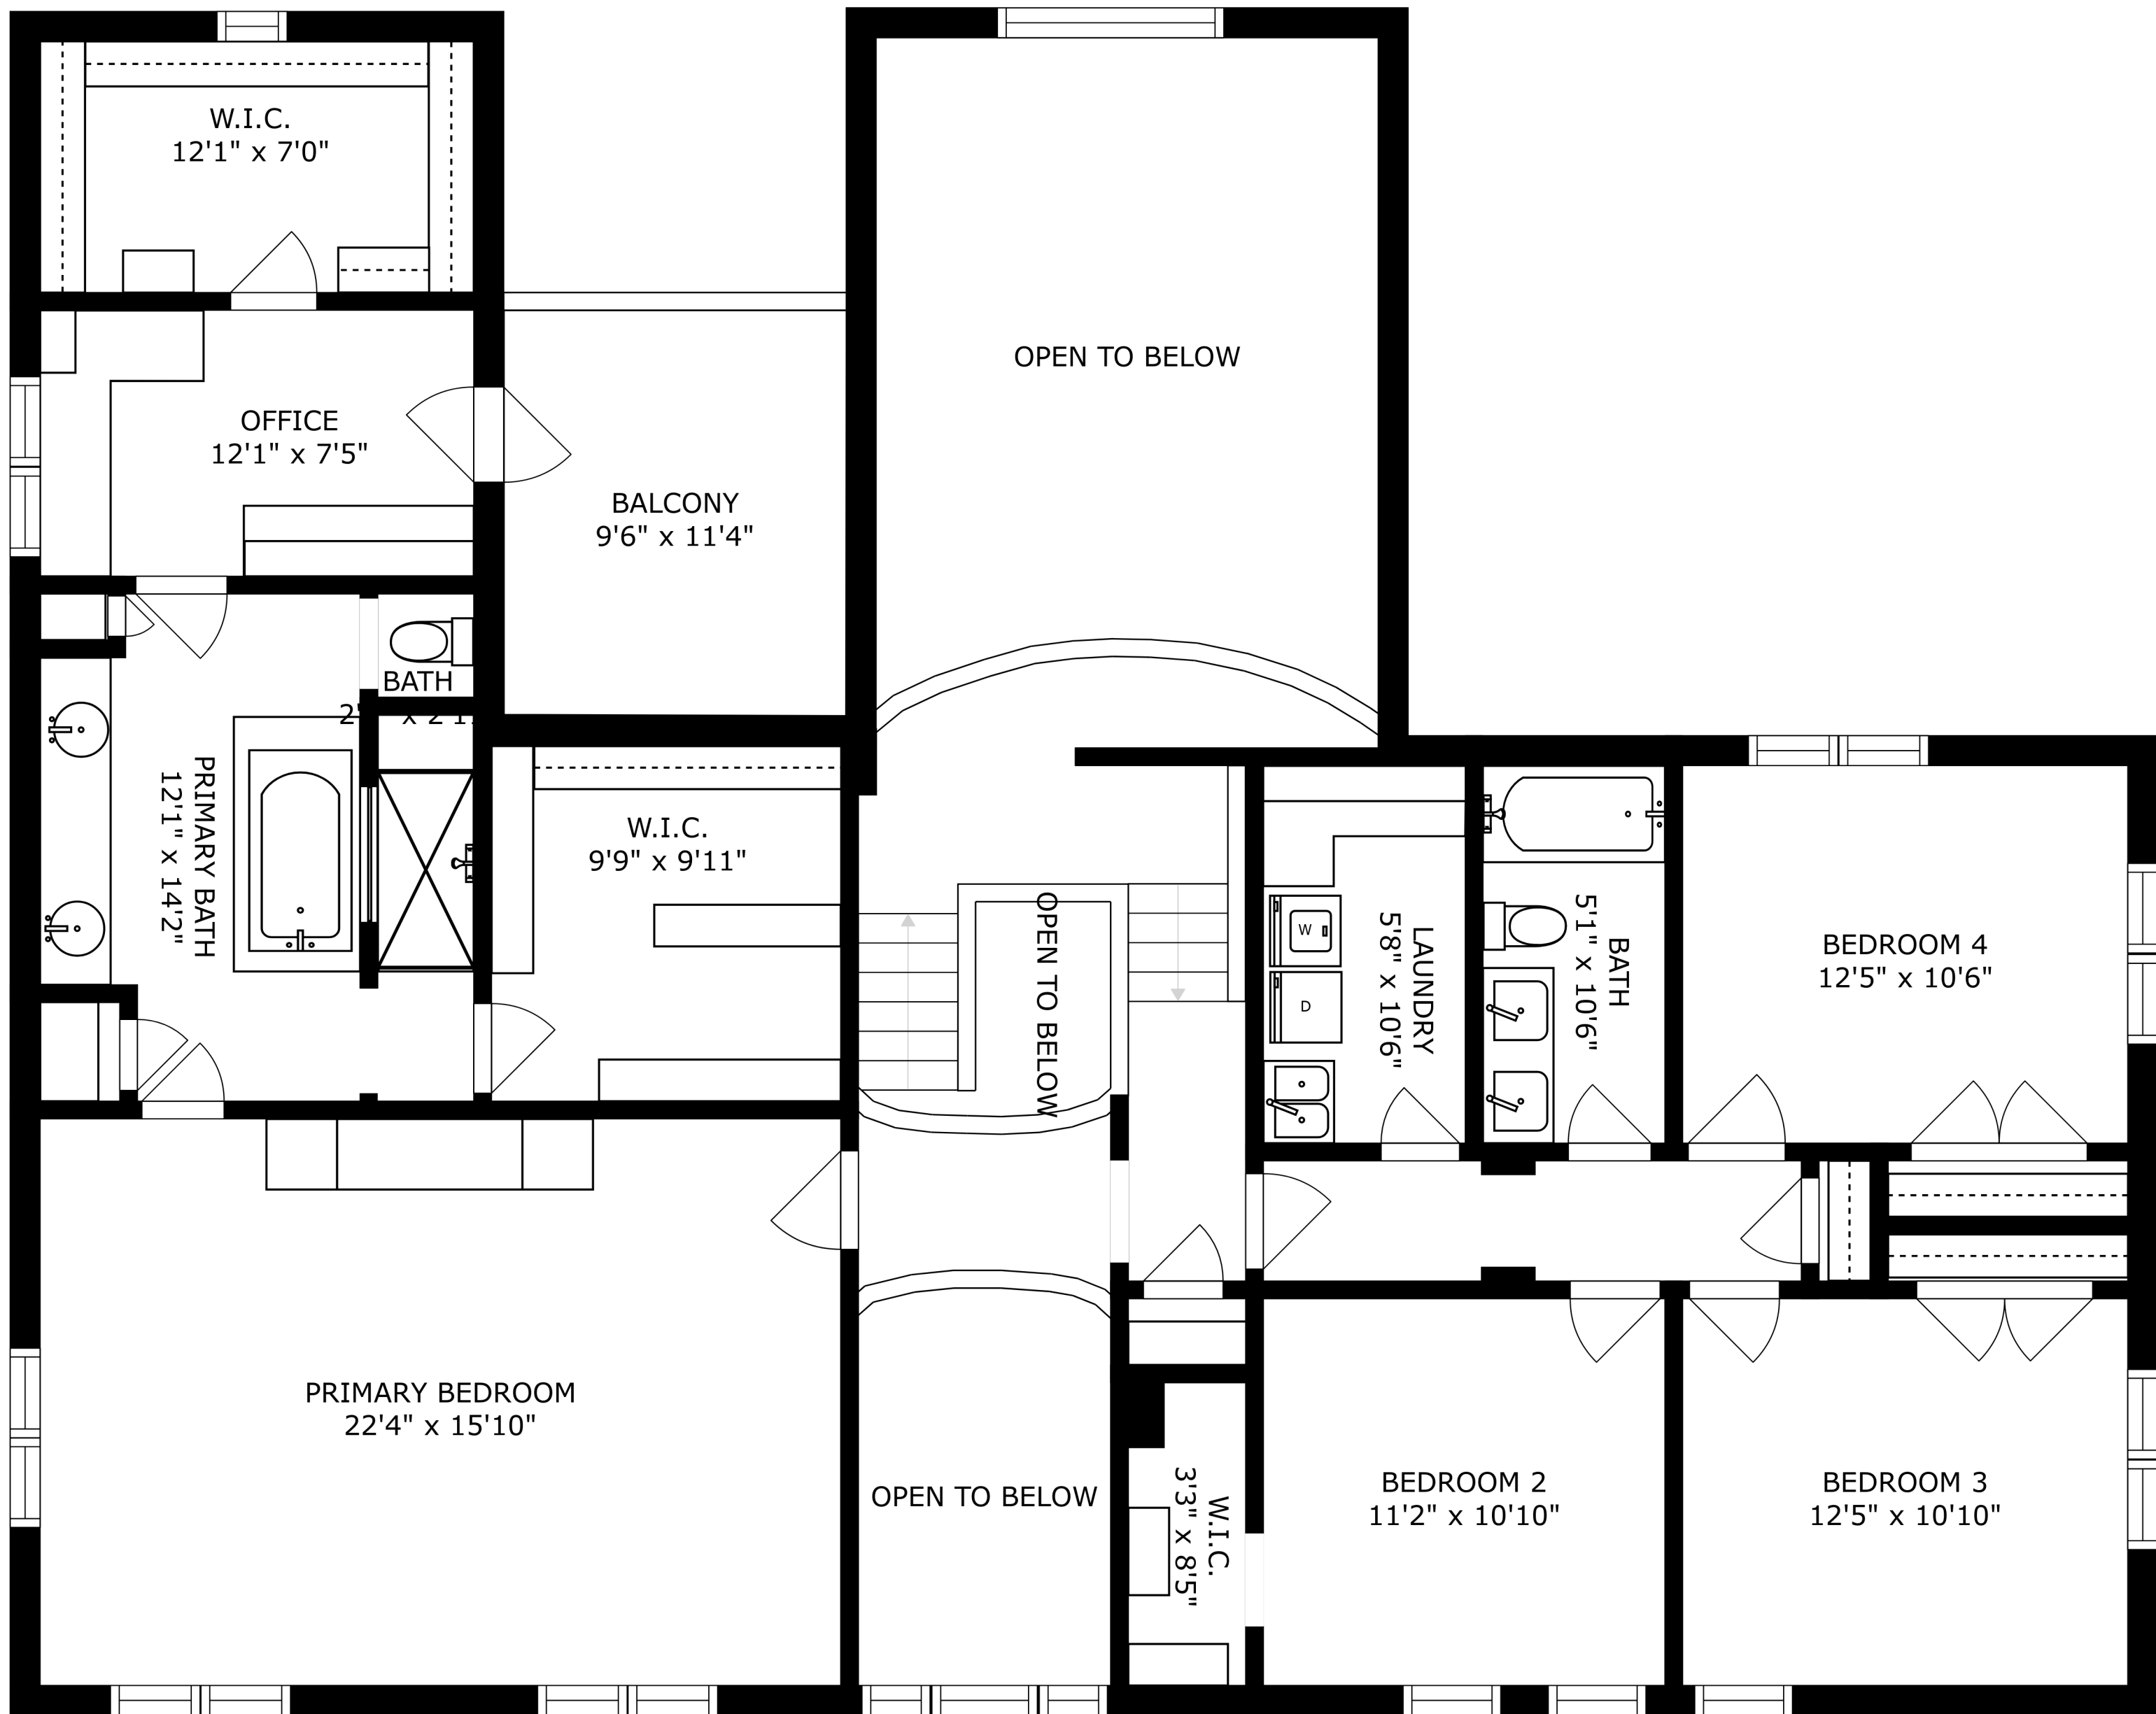 W.I.C.
12'1" x 7'0"
OPEN TO BELOW
OFFICE
12'1" x 7'5"
BALCONY
9'6" x 11'4"
BATH
PRIMARY BATH
12'1" x 14'2"
W.I.C.
9'9" x 9'11"
OPEN TO BELOW
W
D
LAUNDRY
5'8" x 10'6"
BATH
5'1" x 10'6"
BEDROOM 4
12'5" x 10'6"
PRIMARY BEDROOM
22'4" x 15'10"
OPEN TO BELOW
W.I.C.
3'3" x 8'5"
BEDROOM 2
11'2" x 10'10"
BEDROOM 3
12'5" x 10'10"